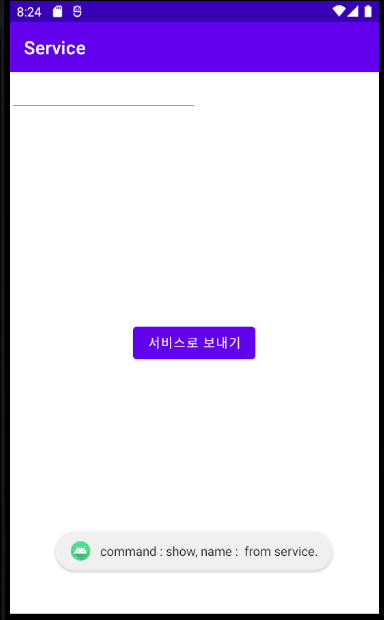 8:24
Service
서비스로 보내기
command : show, name :  from service.